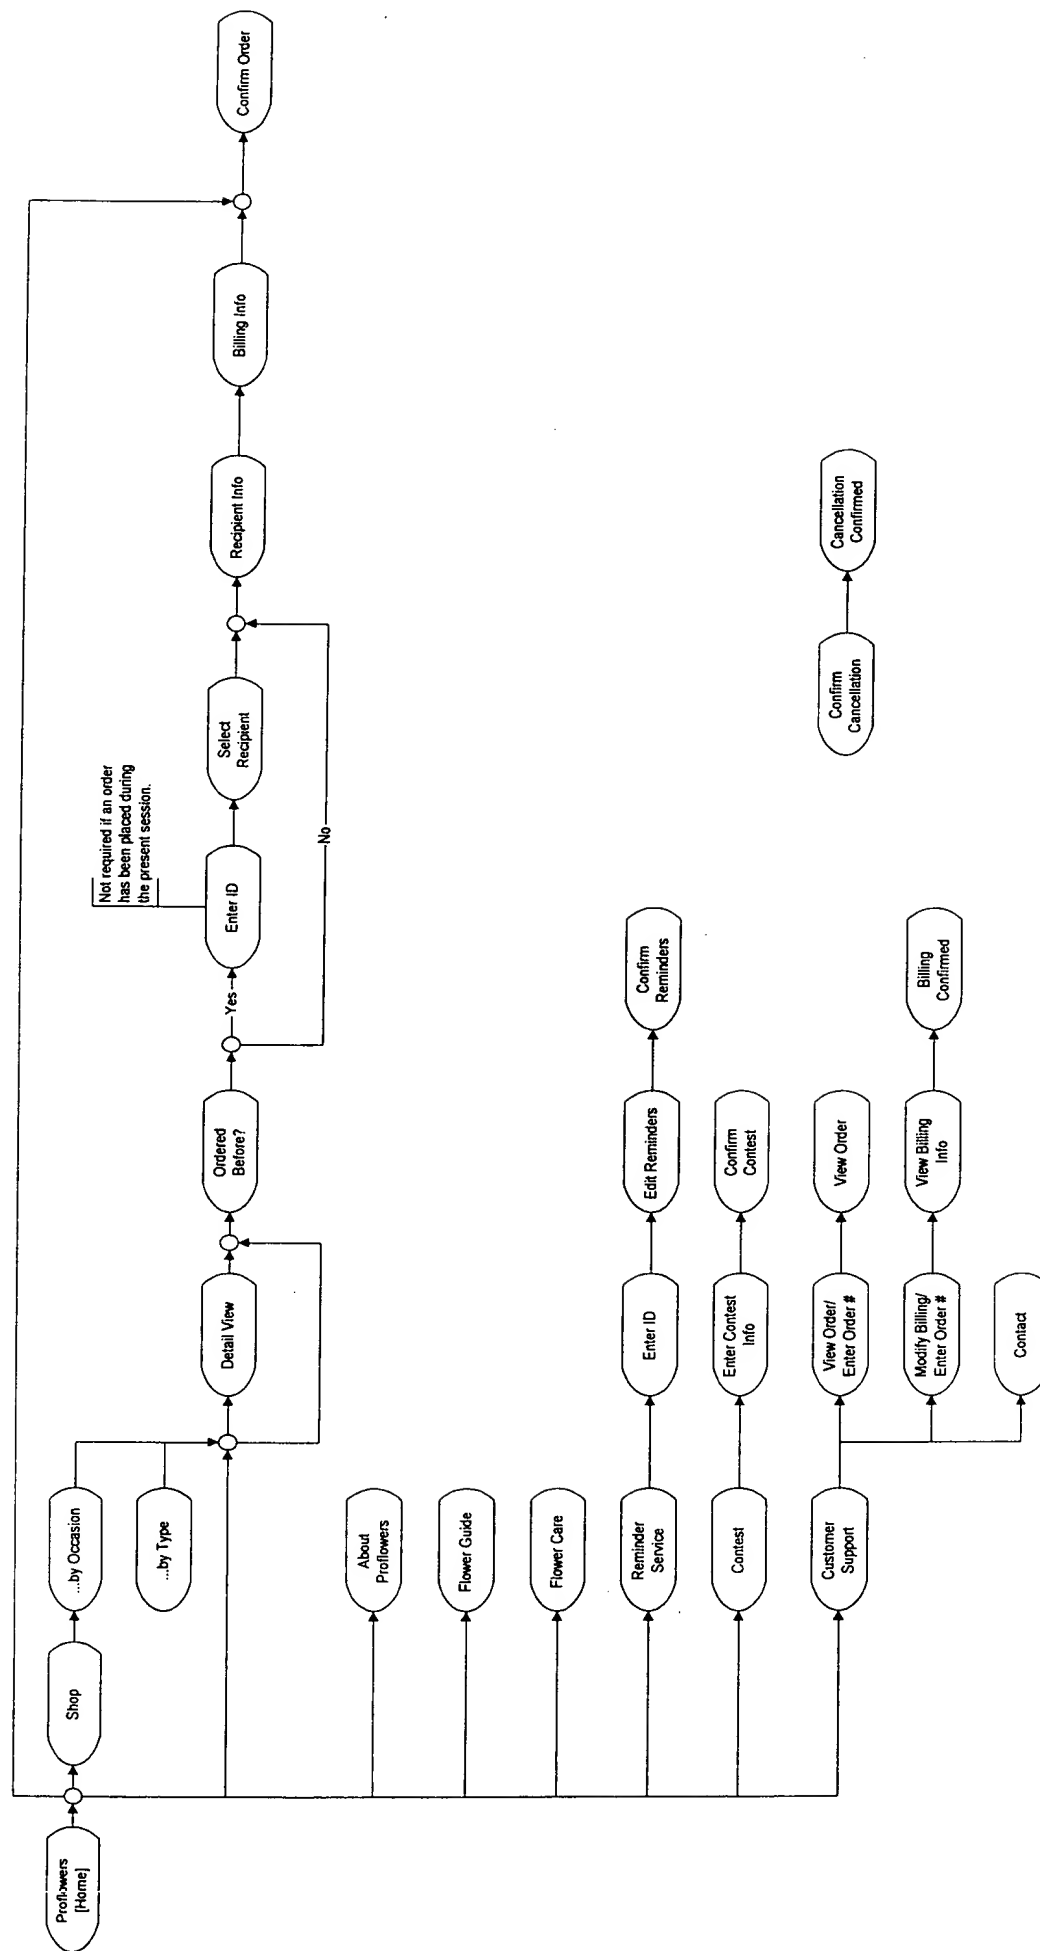 Proflowers
[Home]
Shop
...by Occasion
...by Type
Detail View
Ordered
Before?
Yes
No
Enter ID
Not required if an order
has been placed during
the present session.
Select
Recipient
Recipient Info
Billing Info
Confirm Order
About
Proflowers
Flower Guide
Flower Care
Reminder
Service
Enter ID
Edit Reminders
Confirm
Reminders
Contest
Enter Contest
Info
Confirm
Contest
Customer
Support
View Order/
Enter Order #
View Order
Modify Billing/
Enter Order #
View Billing
Info
Billing
Confirmed
Contact
Confirm
Cancellation
Cancellation
Confirmed